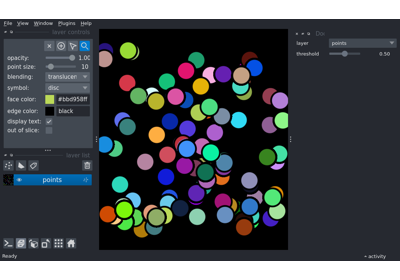 File View Window Plugins Help
layer controls
opacity: 1.00
point size: 10
blending: translucen
symbol: disc
face color: #bbd958ff
edge color: black
display text:
out of slice:
layer list
points
Do
layer points
threshold 0.50
Ready
activity